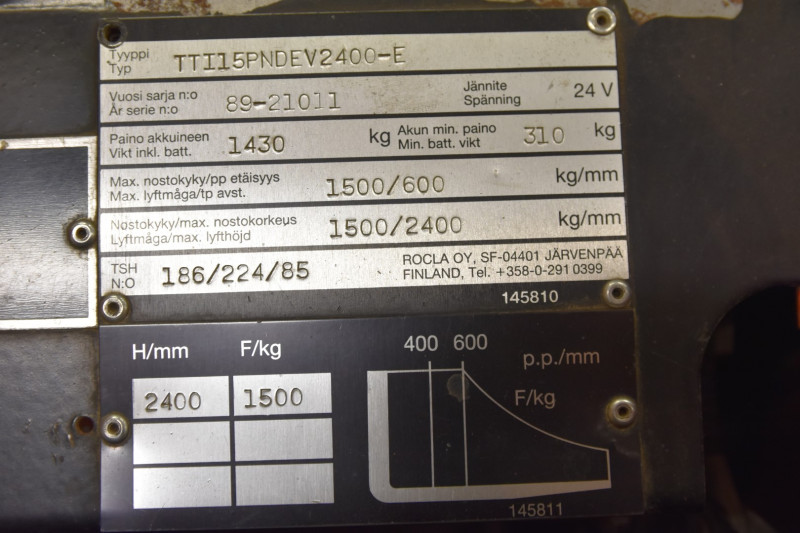 Tyyppi
Typ TTI15PNDEV2400-E
Vuosi sarja n:o
År serie n:o 89-21011
Jännite
Spänning 24 V
Paino akkuineen
Vikt inkl. batt. 1430 kg
Akun min. paino
Min. batt. vikt 310 kg
Max. nostokyky/pp etäisyys
Max. lyftmåga/tp avst. 1500/600 kg/mm
Nostokyky/max. nostokorkeus
Lyftmåga/max. lyfthöjd 1500/2400 kg/mm
TSH
N:O 186/224/85
ROCLA OY, SF-04401 JÄRVENPÄÄ
FINLAND, Tel. +358-0-291 0399
145810
H/mm F/kg
2400 1500
400 600 p.p./mm
F/kg
145811